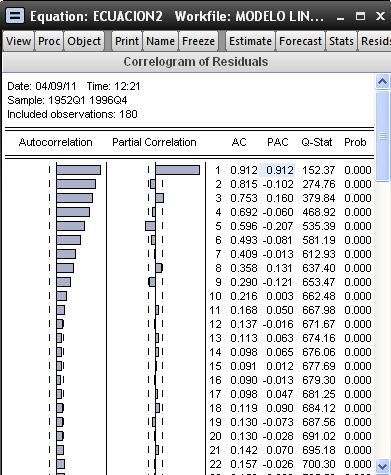 Equation: ECUACION2 Workfile: MODELO LIN...
View Proc Object Print Name Freeze Estimate Forecast Stats Resids
Correlogram of Residuals
Date: 04/09/11 Time: 12:21
Sample: 1952Q1 1996Q4
Included observations: 180
Autocorrelation Partial Correlation AC PAC Q-Stat Prob
1 0.912 0.912 152.37 0.000
2 0.815 -0.102 274.76 0.000
3 0.753 0.160 379.84 0.000
4 0.692 -0.060 468.92 0.000
5 0.596 -0.207 535.39 0.000
6 0.493 -0.081 581.19 0.000
7 0.409 -0.013 612.93 0.000
8 0.358 0.131 637.40 0.000
9 0.290 -0.121 653.47 0.000
10 0.216 0.003 662.48 0.000
11 0.168 0.050 667.98 0.000
12 0.137 -0.016 671.67 0.000
13 0.113 0.063 674.16 0.000
14 0.098 0.065 676.06 0.000
15 0.091 0.012 677.69 0.000
16 0.090 -0.013 679.30 0.000
17 0.098 0.047 681.25 0.000
18 0.119 0.090 684.12 0.000
19 0.130 -0.073 687.56 0.000
20 0.130 -0.028 691.02 0.000
21 0.142 0.070 695.18 0.000
22 0.157 -0.026 700.30 0.000